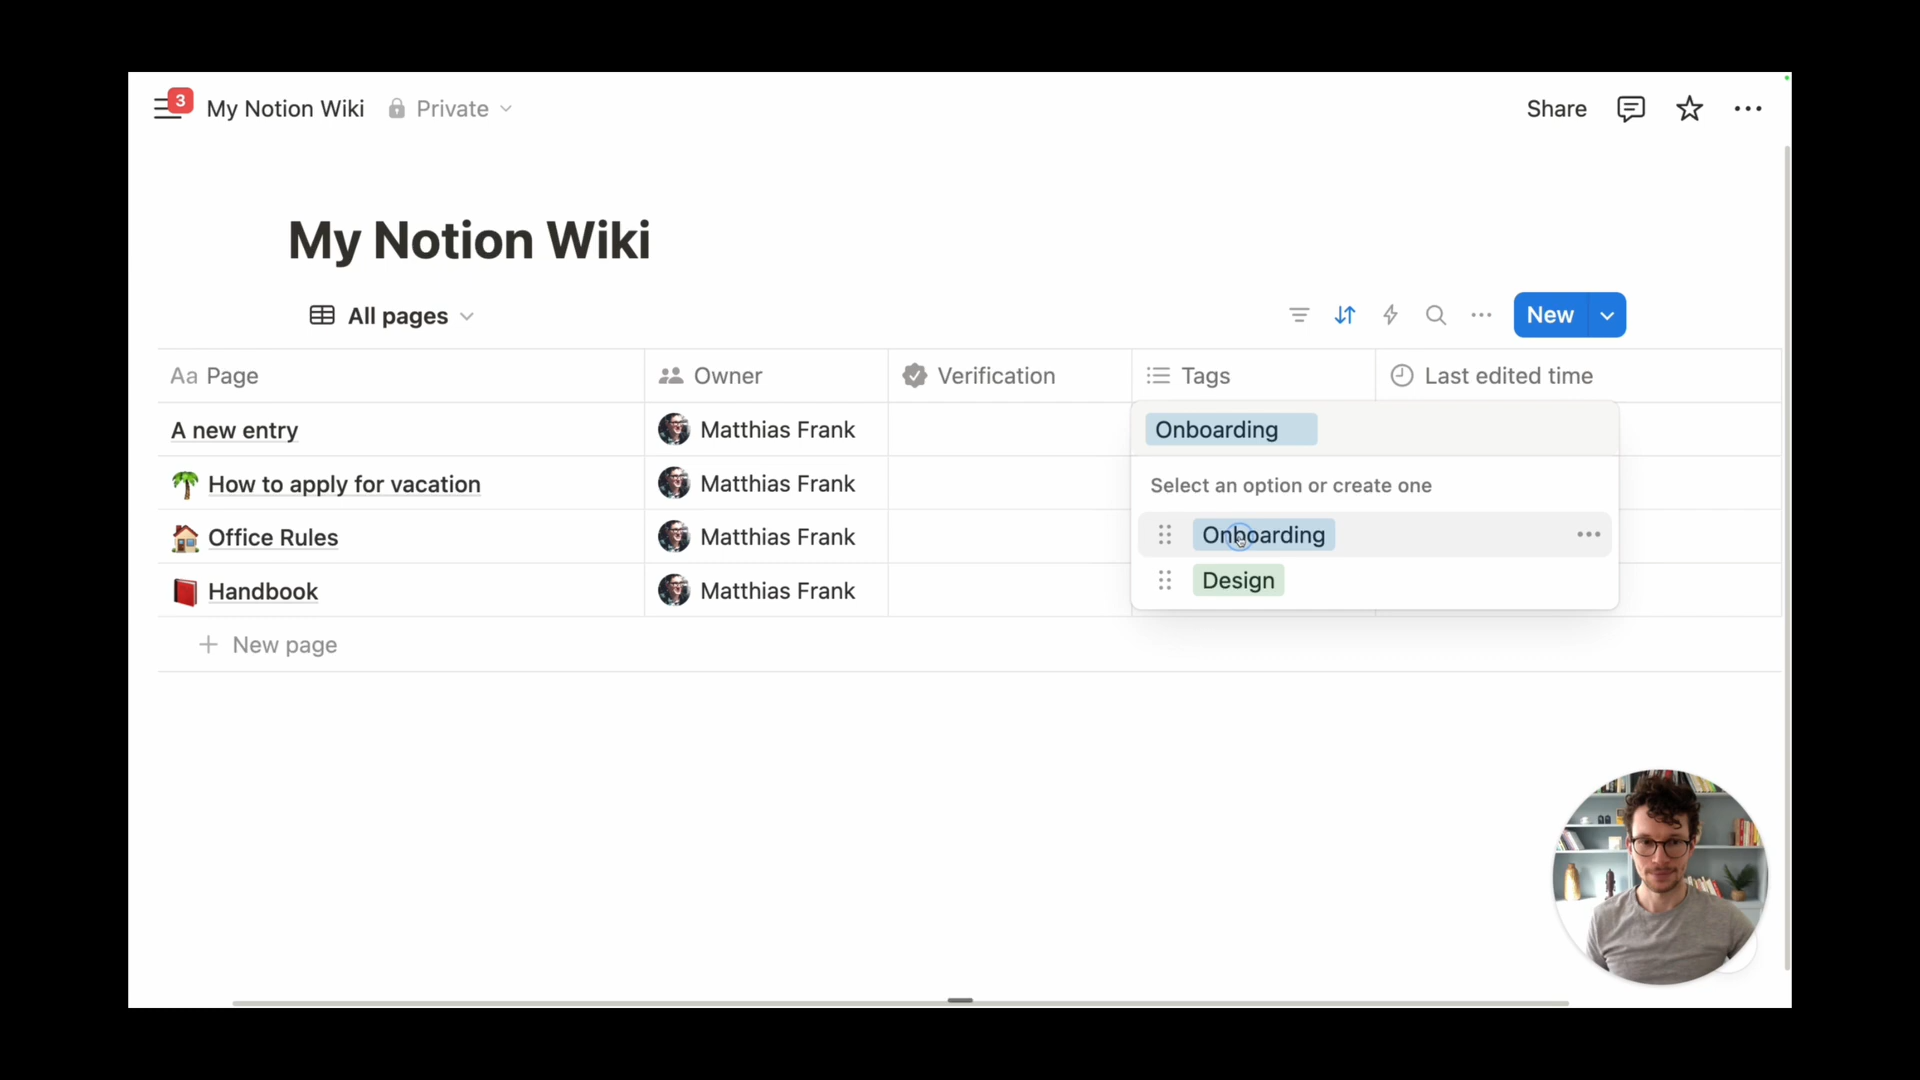 3 My Notion Wiki Private Share
My Notion Wiki
All pages New
Aa Page Owner Verification Tags Last edited time
A new entry Matthias Frank Onboarding
How to apply for vacation Matthias Frank Select an option or create one
Office Rules Matthias Frank Onboarding
Handbook Matthias Frank Design
+ New page